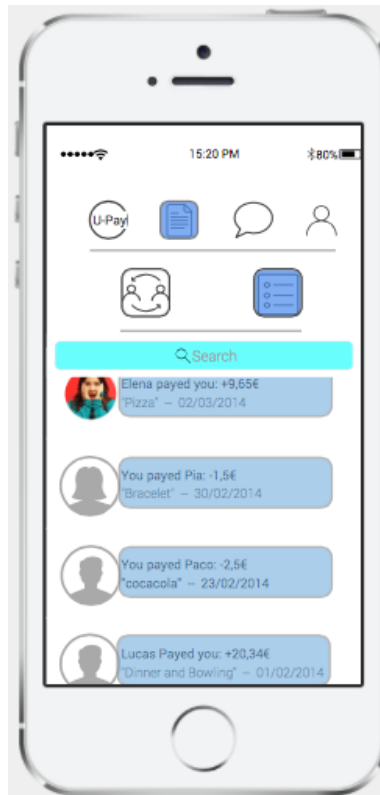 15:20 PM
80%
U-Pay
Search
Elena payed you: +9,65€
"Pizza" – 02/03/2014
You payed Pia: -1,5€
"Bracelet" – 30/02/2014
You payed Paco: -2,5€
"cocacola" – 23/02/2014
Lucas Payed you: +20,34€
"Dinner and Bowling" – 01/02/2014